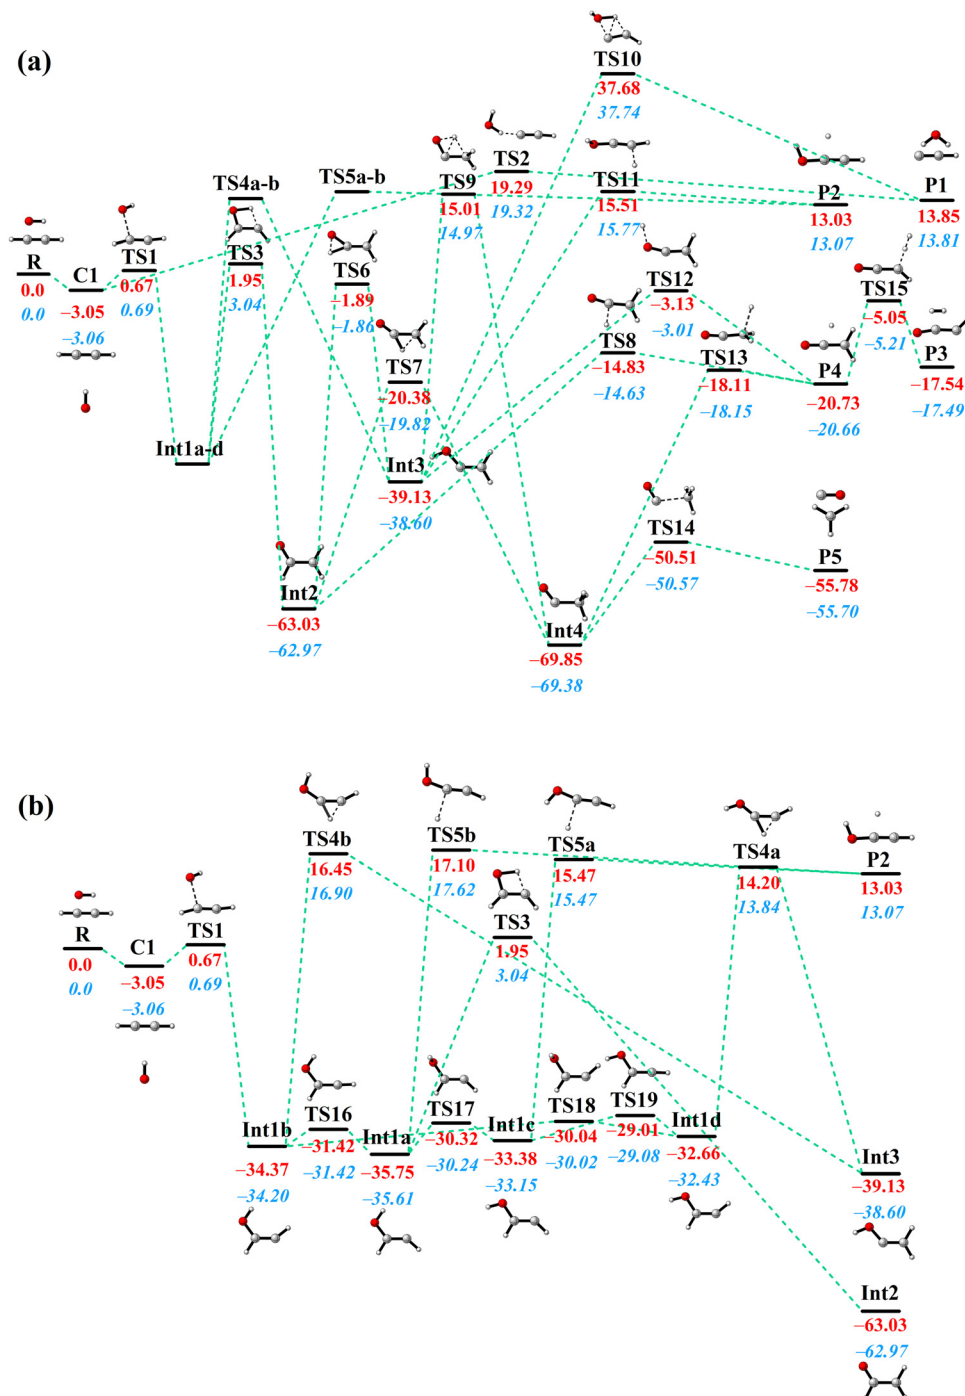 (a)
TS10
37.68
37.74
TS4a-b
TS5a-b
TS9
15.01
14.97
TS2
19.29
19.32
TS11
15.51
15.77
P2
13.03
13.07
P1
13.85
13.81
R
0.0
0.0
C1
−3.05
−3.06
TS1
0.67
0.69
TS3
1.95
3.04
TS6
−1.89
−1.86
TS12
−3.13
−3.01
TS15
−5.05
−5.21
TS7
−20.38
−19.82
TS8
−14.83
−14.63
TS13
−18.11
−18.15
P4
−20.73
−20.66
P3
−17.54
−17.49
Int1a-d
Int3
−39.13
−38.60
TS14
−50.51
−50.57
P5
−55.78
−55.70
Int2
−63.03
−62.97
Int4
−69.85
−69.38
(b)
TS4b
16.45
16.90
TS5b
17.10
17.62
TS5a
15.47
15.47
TS4a
14.20
13.84
P2
13.03
13.07
R
0.0
0.0
C1
−3.05
−3.06
TS1
0.67
0.69
TS3
1.95
3.04
Int1b
−34.37
−34.20
TS16
−31.42
−31.42
Int1a
−35.75
−35.61
TS17
−30.32
−30.24
Int1c
−33.38
−33.15
TS18
−30.04
−30.02
TS19
−29.01
−29.08
Int1d
−32.66
−32.43
Int3
−39.13
−38.60
Int2
−63.03
−62.97